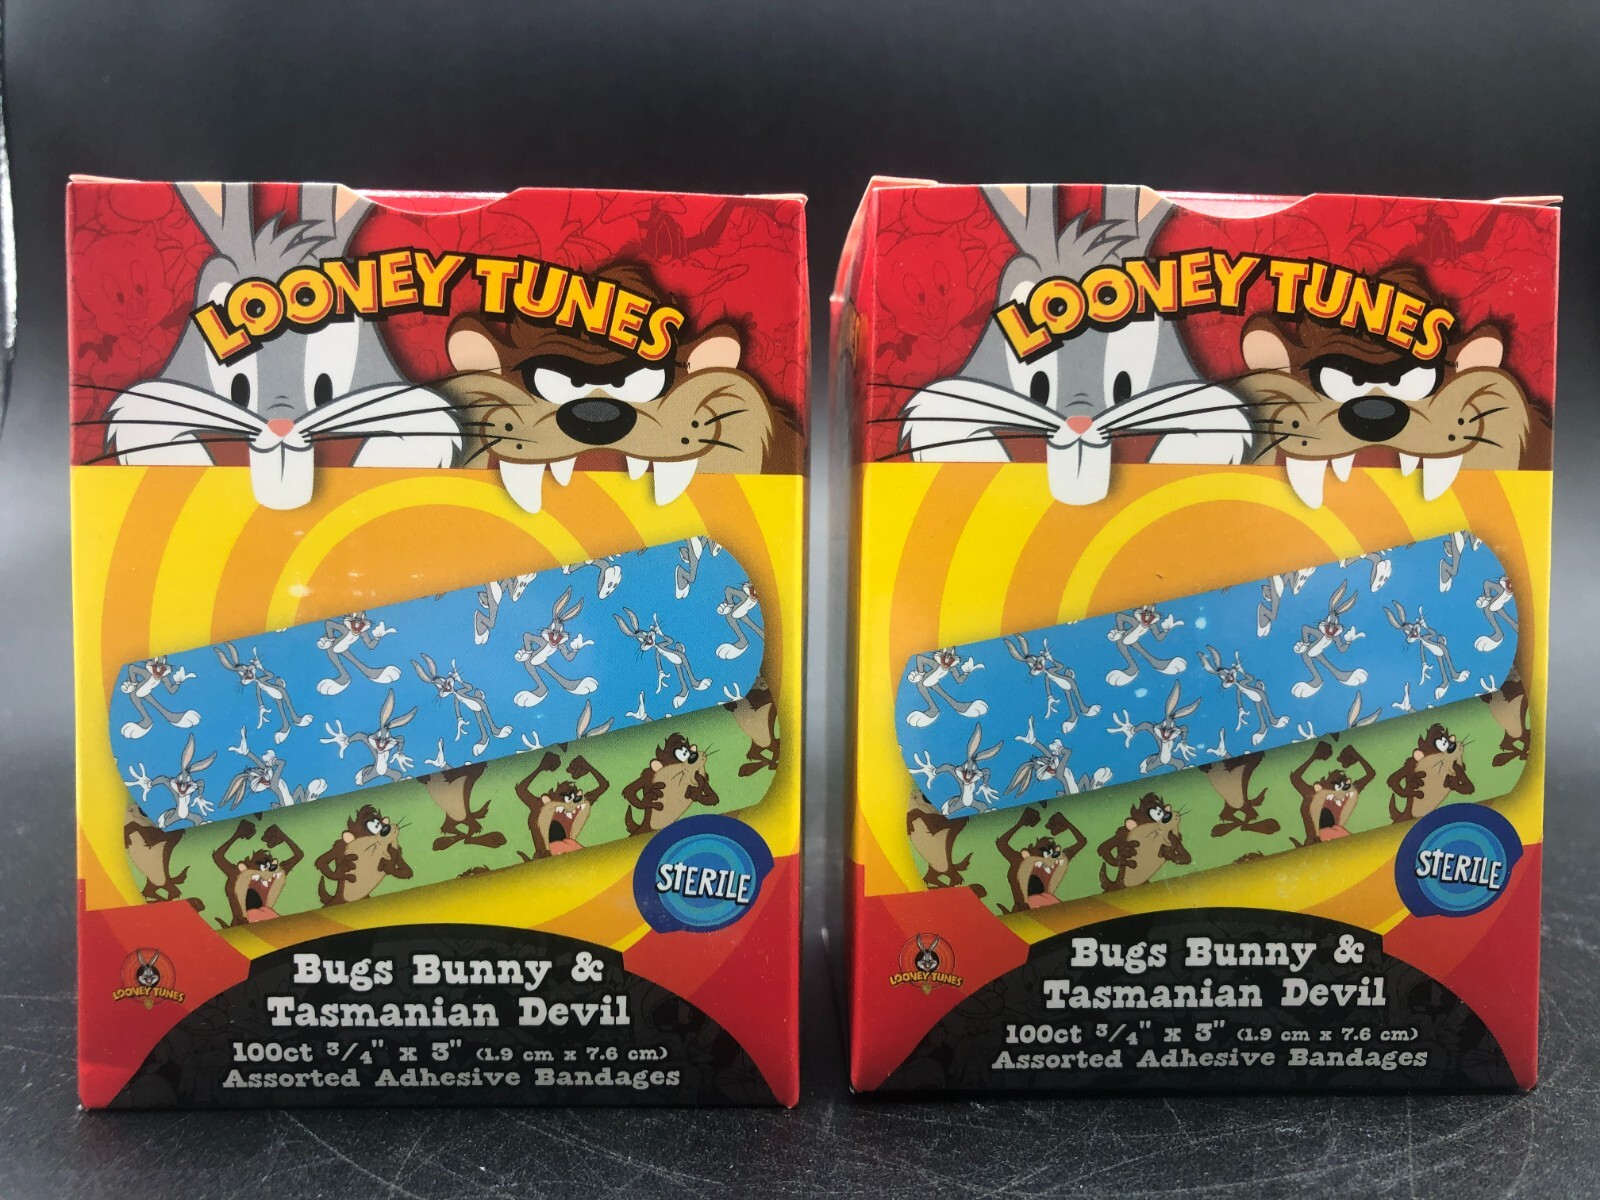 LOONEY TUNES
STERILE
LOONEY TUNES
Bugs Bunny &
Tasmanian Devil
100ct 3/4" x 3" (1.9 cm x 7.6 cm)
Assorted Adhesive Bandages
LOONEY TUNES
STERILE
LOONEY TUNES
Bugs Bunny &
Tasmanian Devil
100ct 3/4" x 3" (1.9 cm x 7.6 cm)
Assorted Adhesive Bandages